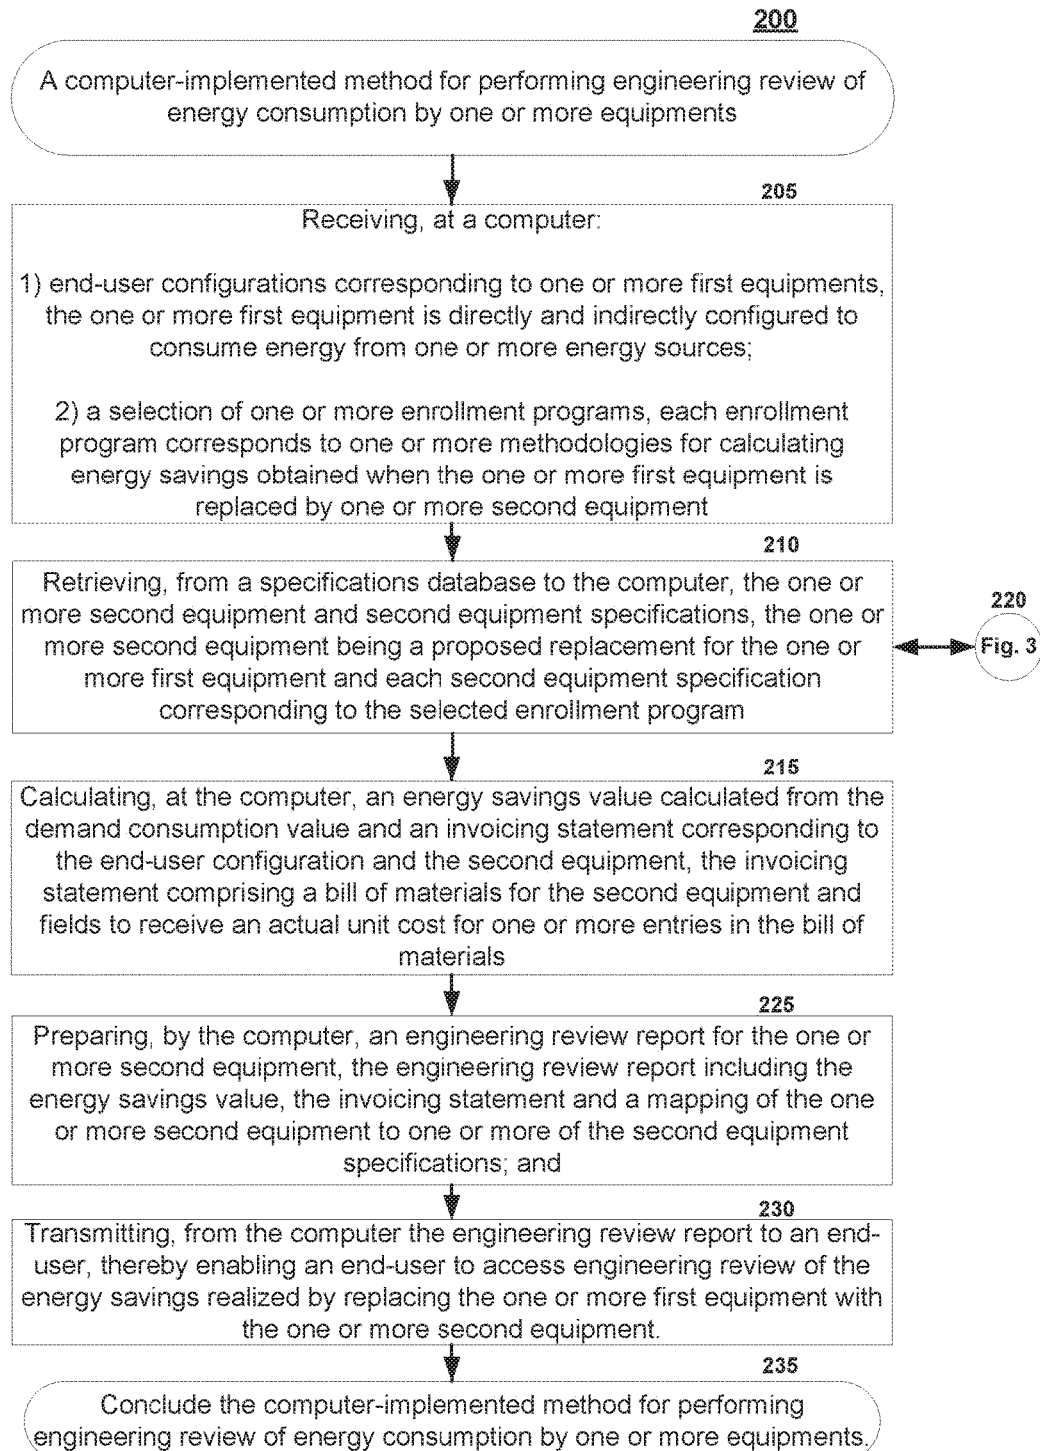 200
A computer-implemented method for performing engineering review of
energy consumption by one or more equipments
205
Receiving, at a computer:
1) end-user configurations corresponding to one or more first equipments,
the one or more first equipment is directly and indirectly configured to
consume energy from one or more energy sources;
2) a selection of one or more enrollment programs, each enrollment
program corresponds to one or more methodologies for calculating
energy savings obtained when the one or more first equipment is
replaced by one or more second equipment
210
Retrieving, from a specifications database to the computer, the one or
more second equipment and second equipment specifications, the one or
more second equipment being a proposed replacement for the one or
more first equipment and each second equipment specification
corresponding to the selected enrollment program
220
Fig. 3
215
Calculating, at the computer, an energy savings value calculated from the
demand consumption value and an invoicing statement corresponding to
the end-user configuration and the second equipment, the invoicing
statement comprising a bill of materials for the second equipment and
fields to receive an actual unit cost for one or more entries in the bill of
materials
225
Preparing, by the computer, an engineering review report for the one or
more second equipment, the engineering review report including the
energy savings value, the invoicing statement and a mapping of the one
or more second equipment to one or more of the second equipment
specifications; and
230
Transmitting, from the computer the engineering review report to an end-
user, thereby enabling an end-user to access engineering review of the
energy savings realized by replacing the one or more first equipment with
the one or more second equipment.
235
Conclude the computer-implemented method for performing
engineering review of energy consumption by one or more equipments.